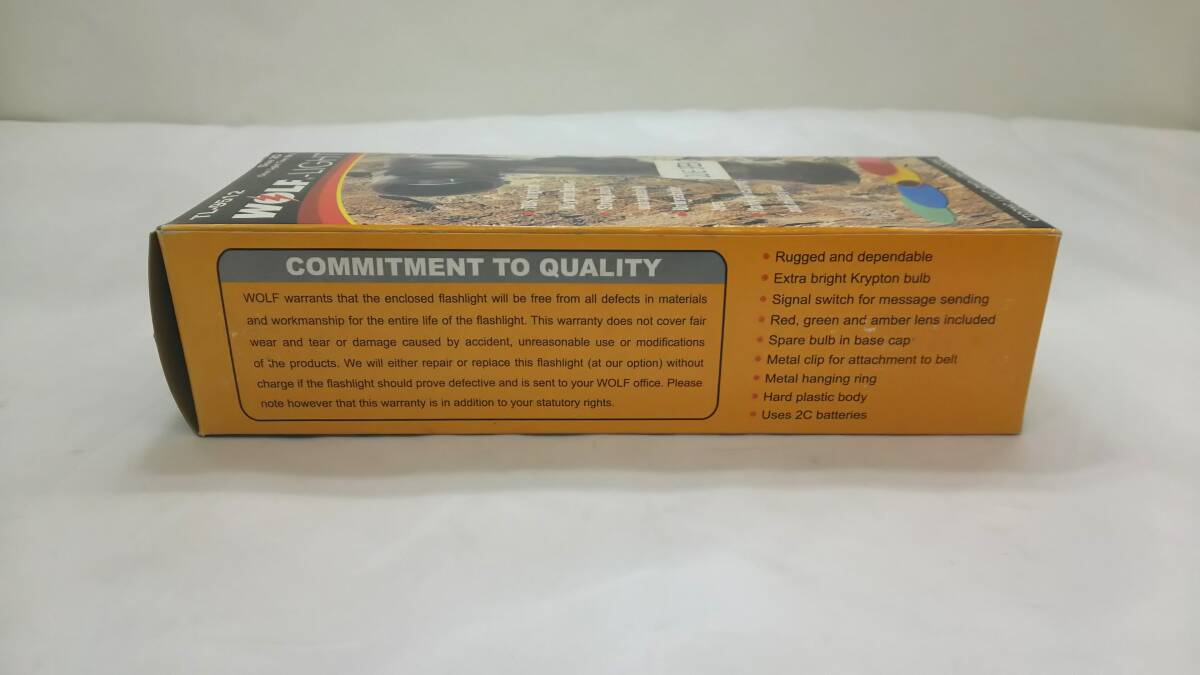 TL-0512
WOLF-LIGHT
COMMITMENT TO QUALITY
WOLF warrants that the enclosed flashlight will be free from all defects in materials
and workmanship for the entire life of the flashlight. This warranty does not cover fair
wear and tear or damage caused by accident, unreasonable use or modifications
of the products. We will either repair or replace this flashlight (at our option) without
charge if the flashlight should prove defective and is sent to your WOLF office. Please
note however that this warranty is in addition to your statutory rights.
• Rugged and dependable
• Extra bright Krypton bulb
• Signal switch for message sending
• Red, green and amber lens included
• Spare bulb in base cap
• Metal clip for attachment to belt
• Metal hanging ring
• Hard plastic body
• Uses 2C batteries